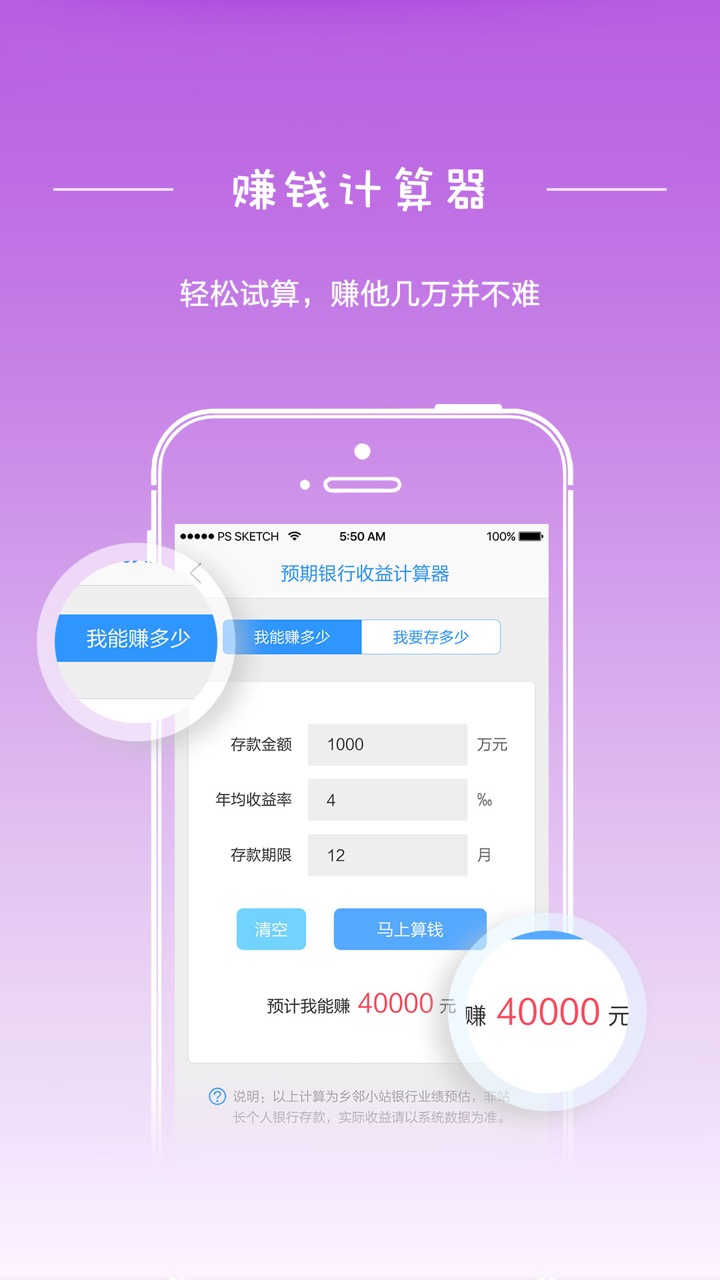 赚钱计算器
轻松试算，赚他几万并不难
PS SKETCH 5:50 AM 100%
预期银行收益计算器
我能赚多少
我能赚多少 我要存多少
存款金额 1000 万元
年均收益率 4 ‰
存款期限 12 月
清空 马上算钱
预计我能赚 40000 元
赚 40000 元
说明：以上计算为乡邻小站银行业绩预估，非站
长个人银行存款，实际收益请以系统数据为准。